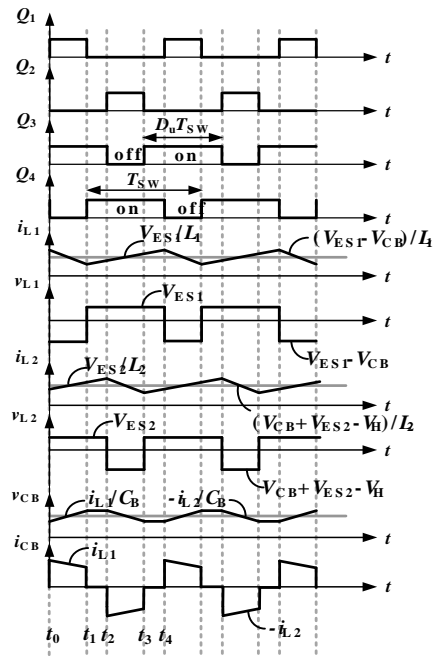 Q1
t
Q2
t
Q3
DuTSW
off
on
t
Q4
TSW
on
off
t
iL1
VES1/L1
(VES1-VCB)/L1
t
vL1
VES1
t
VES1-VCB
iL2
VES2/L2
t
(VCB+VES2-VH)/L2
vL2
VES2
t
VCB+VES2-VH
vCB
iL1/CB
-iL2/CB
t
iCB
iL1
t
-iL2
t0 t1 t2 t3 t4